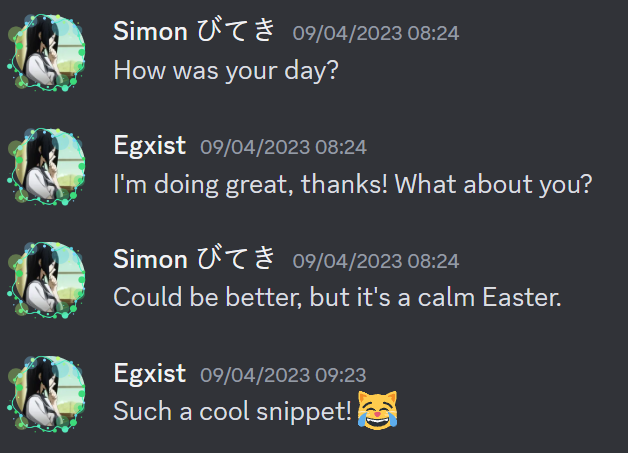 Simon びてき 09/04/2023 08:24
How was your day?
Egxist 09/04/2023 08:24
I'm doing great, thanks! What about you?
Simon びてき 09/04/2023 08:24
Could be better, but it's a calm Easter.
Egxist 09/04/2023 09:23
Such a cool snippet!😹